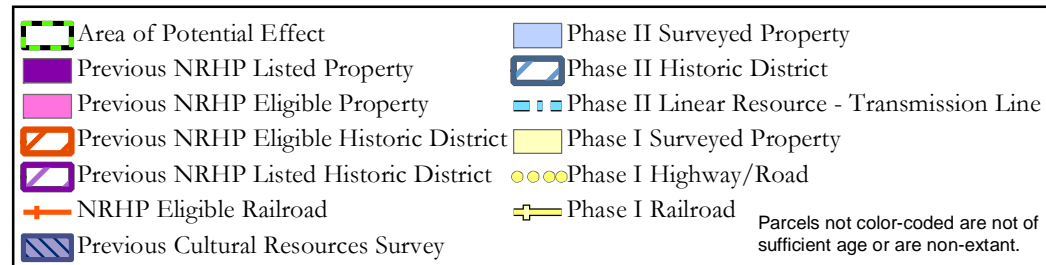 Area of Potential Effect
Previous NRHP Listed Property
Previous NRHP Eligible Property
Previous NRHP Eligible Historic District
Previous NRHP Listed Historic District
NRHP Eligible Railroad
Previous Cultural Resources Survey
Phase II Surveyed Property
Phase II Historic District
Phase II Linear Resource - Transmission Line
Phase I Surveyed Property
Phase I Highway/Road
Phase I Railroad
Parcels not color-coded are not of
sufficient age or are non-extant.